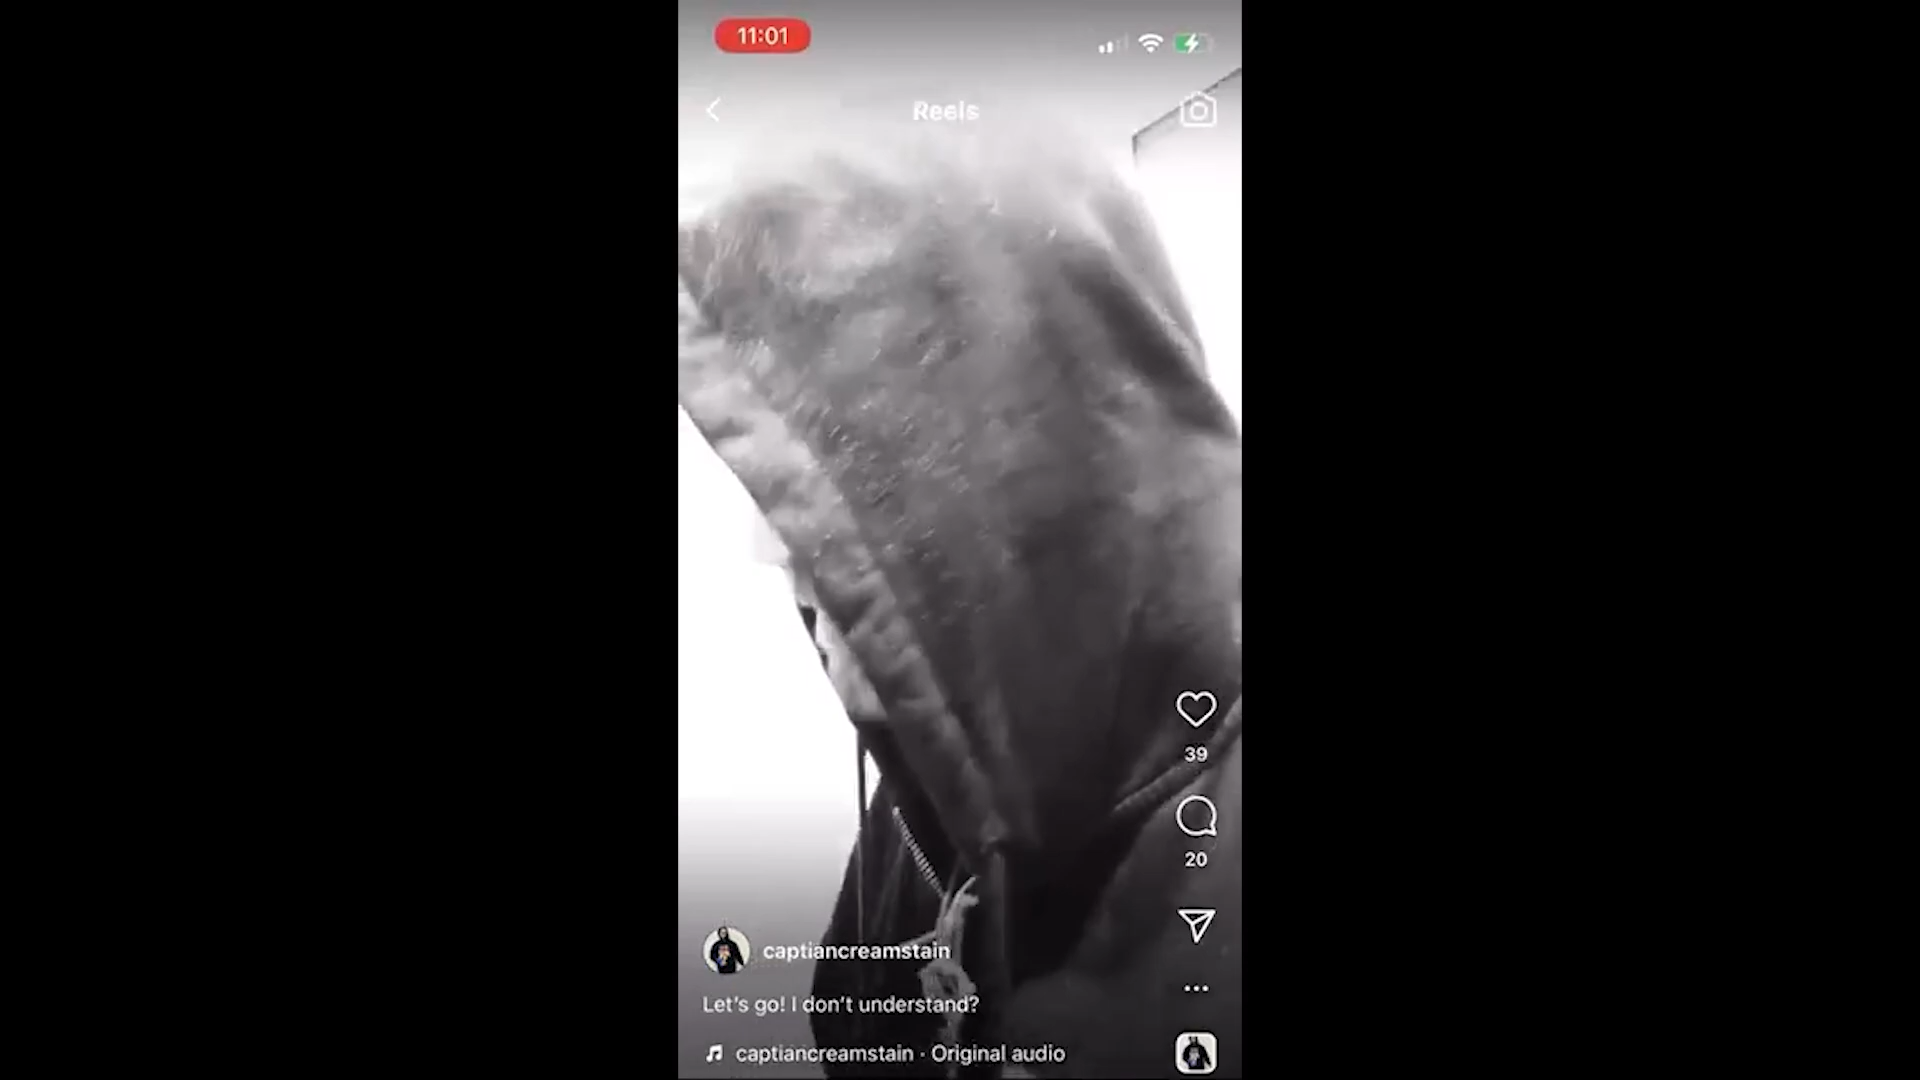 11:01
Reels
39
20
captiancreamstain
Let's go! I don't understand?
captiancreamstain · Original audio